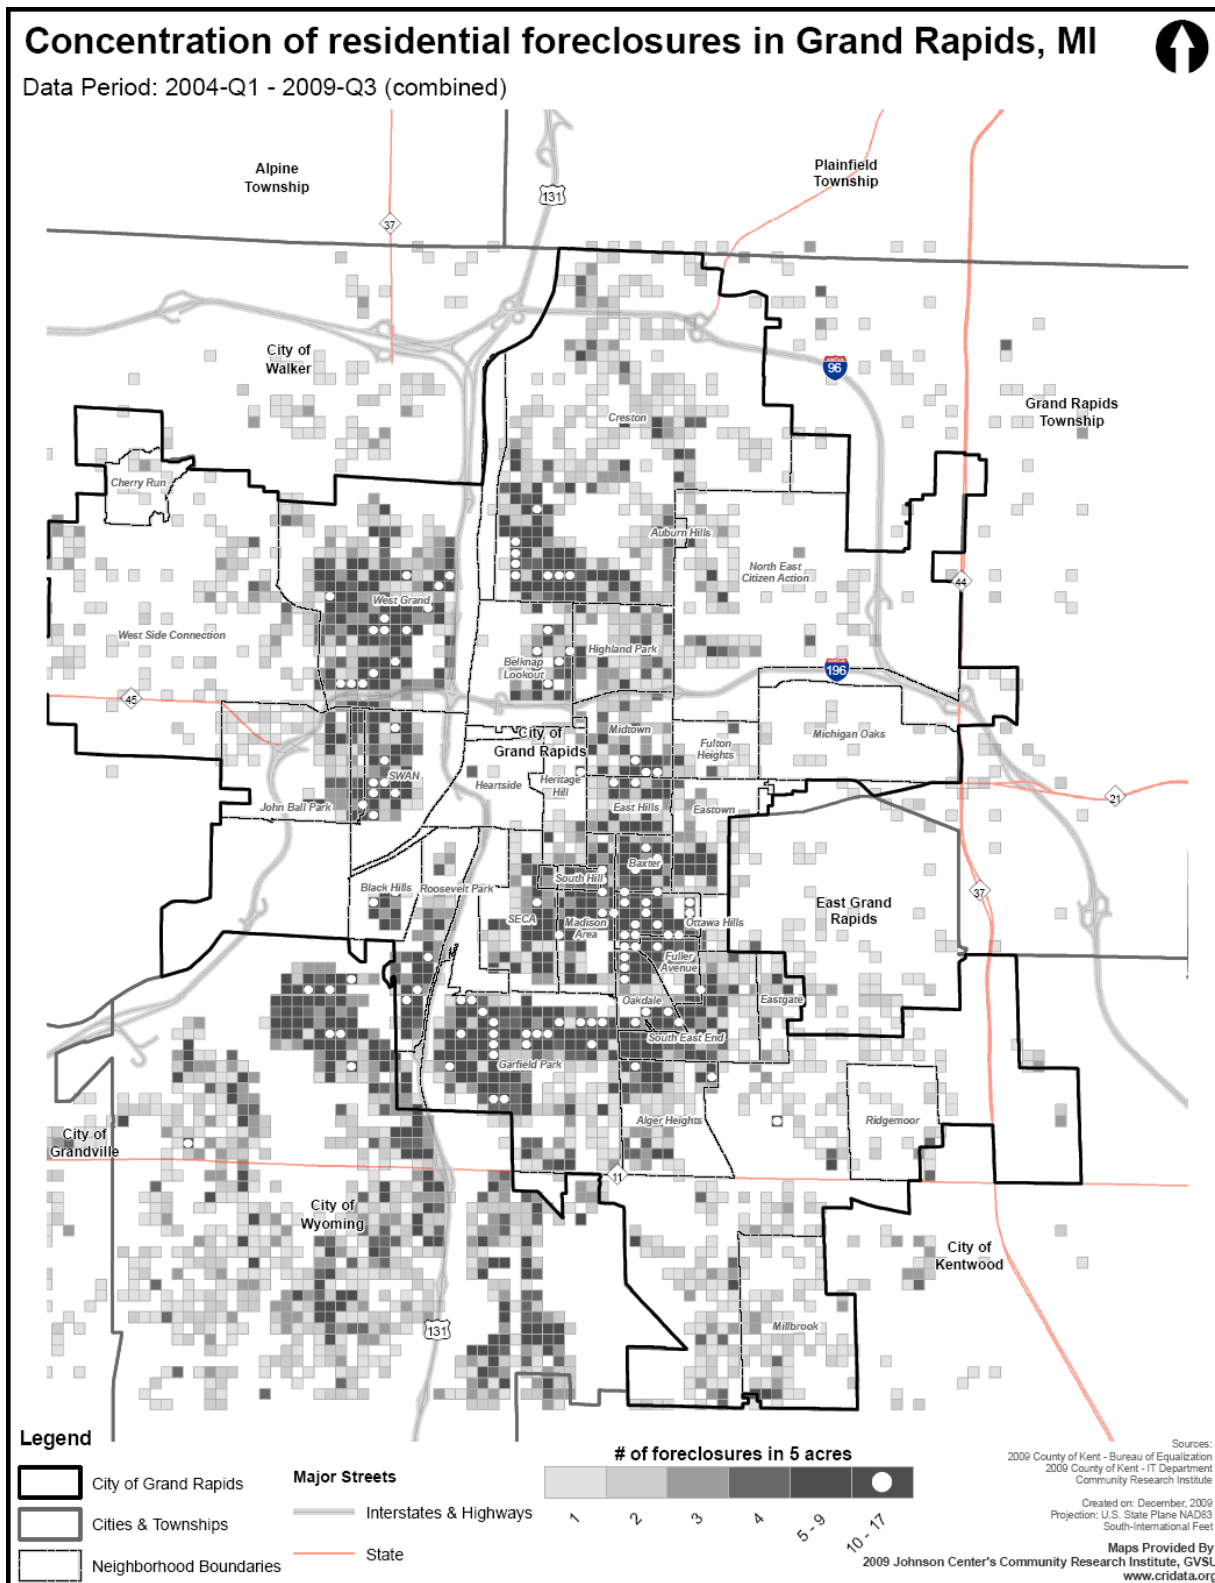 Concentration of residential foreclosures in Grand Rapids, MI
Data Period: 2004-Q1 - 2009-Q3 (combined)
Alpine
Township
Plainfield
Township
131
37
City of
Walker
96
Grand Rapids
Township
Creston
Cherry Run
Auburn Hills
North East
Citizen Action
44
West Grand
West Side Connection
Highland Park
Belknap
Lookout
196
45
Midtown
Michigan Oaks
City of
Grand Rapids
Fulton
Heights
SWAN
Heartside
Heritage
Hill
21
John Ball Park
East Hills
Eastown
Baxter
South Hill
Black Hills
Roosevelt Park
37
East Grand
Rapids
SECA
Madison
Area
Ottawa Hills
Fuller
Avenue
Oakdale
Eastgate
South East End
Garfield Park
Alger Heights
Ridgemoor
City of
Grandville
11
City of
Wyoming
City of
Kentwood
131
Millbrook
Legend
City of Grand Rapids
Cities & Townships
Neighborhood Boundaries
Major Streets
Interstates & Highways
State
# of foreclosures in 5 acres
1
2
3
4
5 - 9
10 - 17
Sources:
2009 County of Kent - Bureau of Equalization
2009 County of Kent - IT Department
Community Research Institute
Created on: December, 2009
Projection: U.S. State Plane NAD83
South-International Feet
Maps Provided By
2009 Johnson Center's Community Research Institute, GVSU
www.cridata.org